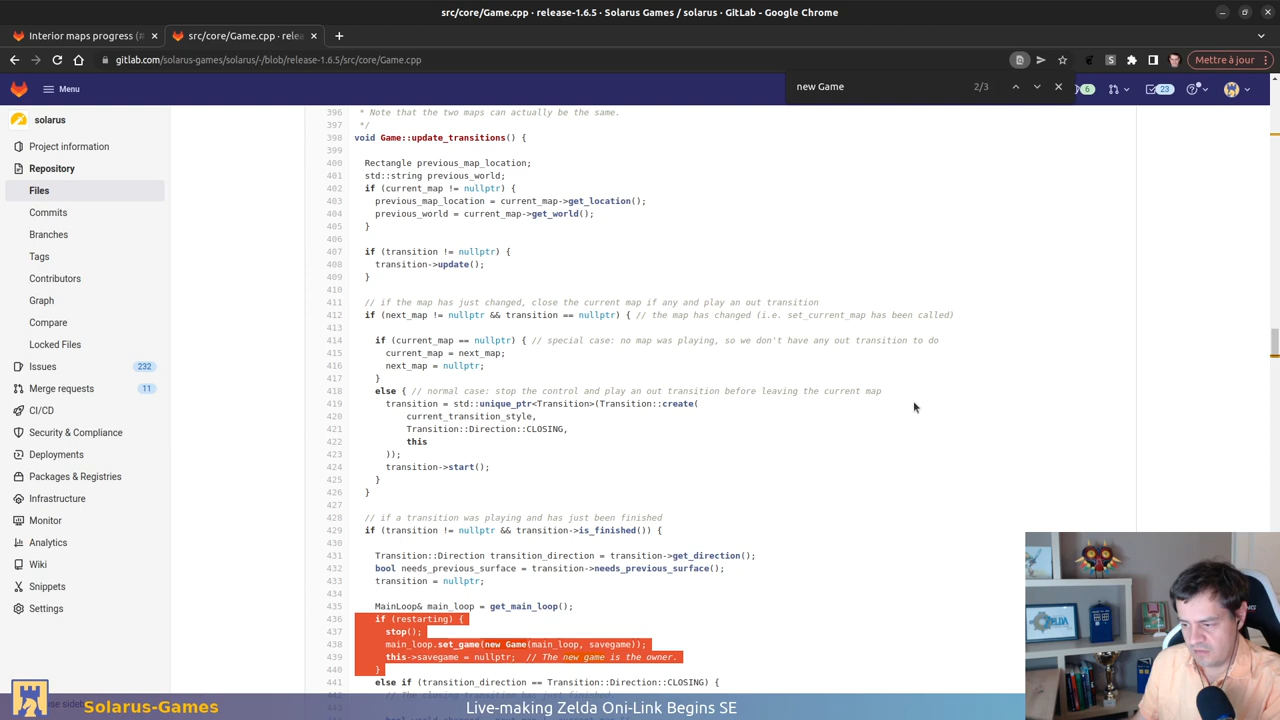 src/core/Game.cpp · release-1.6.5 · Solarus Games / solarus · GitLab - Google Chrome
Interior maps progress (#
src/core/Game.cpp · rele
gitlab.com/solarus-games/solarus/-/blob/release-1.6.5/src/core/Game.cpp
Mettre à jour
Menu
new Game
2/3
6
23
solarus
Project information
Repository
Files
Commits
Branches
Tags
Contributors
Graph
Compare
Locked Files
Issues 232
Merge requests 11
CI/CD
Security & Compliance
Deployments
Packages & Registries
Infrastructure
Monitor
Analytics
Wiki
Snippets
Settings
396 * Note that the two maps can actually be the same.
397 */
398 void Game::update_transitions() {
399
400 Rectangle previous_map_location;
401 std::string previous_world;
402 if (current_map != nullptr) {
403 previous_map_location = current_map->get_location();
404 previous_world = current_map->get_world();
405 }
406
407 if (transition != nullptr) {
408 transition->update();
409 }
410
411 // if the map has just changed, close the current map if any and play an out transition
412 if (next_map != nullptr && transition == nullptr) { // the map has changed (i.e. set_current_map has been called)
413
414 if (current_map == nullptr) { // special case: no map was playing, so we don't have any out transition to do
415 current_map = next_map;
416 next_map = nullptr;
417 }
418 else { // normal case: stop the control and play an out transition before leaving the current map
419 transition = std::unique_ptr<Transition>(Transition::create(
420 current_transition_style,
421 Transition::Direction::CLOSING,
422 this
423 ));
424 transition->start();
425 }
426 }
427
428 // if a transition was playing and has just been finished
429 if (transition != nullptr && transition->is_finished()) {
430
431 Transition::Direction transition_direction = transition->get_direction();
432 bool needs_previous_surface = transition->needs_previous_surface();
433 transition = nullptr;
434
435 MainLoop& main_loop = get_main_loop();
436 if (restarting) {
437 stop();
438 main_loop.set_game(new Game(main_loop, savegame));
439 this->savegame = nullptr; // The new game is the owner.
440 }
441 else if (transition_direction == Transition::Direction::CLOSING) {
Solarus-Games
Live-making Zelda Oni-Link Begins SE